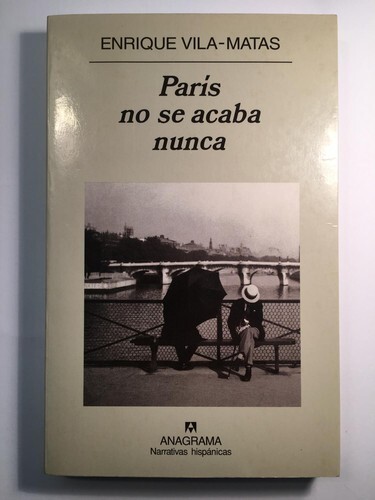 ENRIQUE VILA-MATAS
París
no se acaba
nunca
ANAGRAMA
Narrativas hispánicas